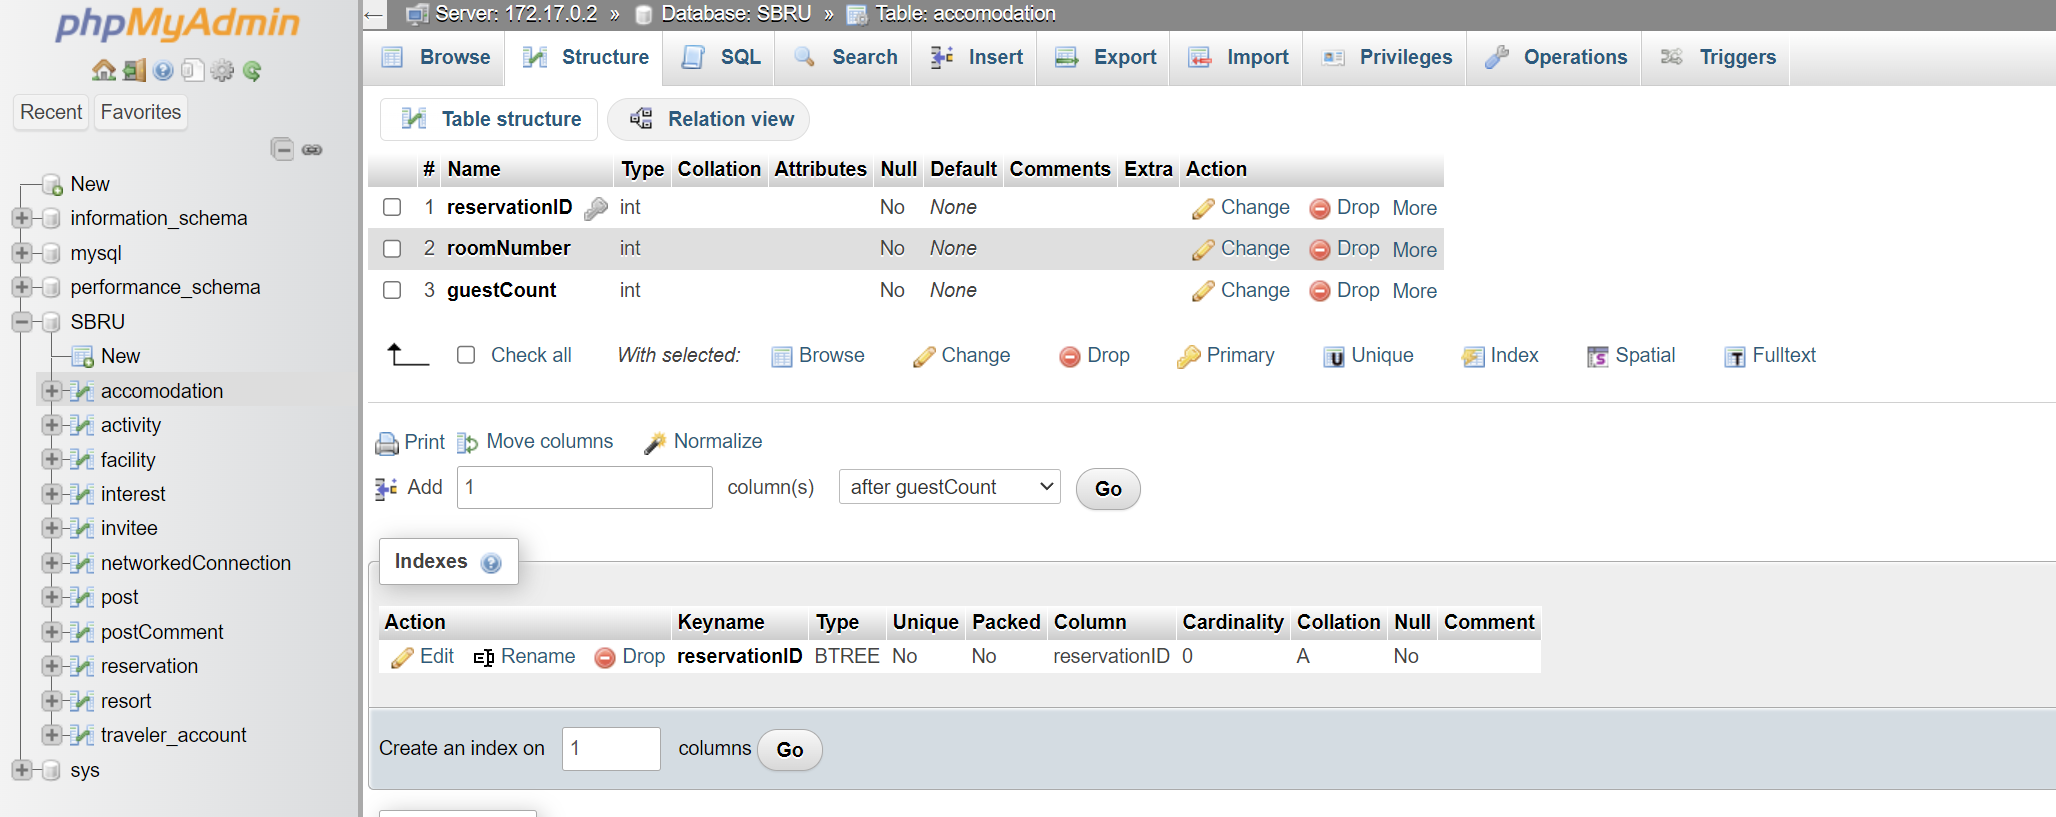 phpMyAdmin
Recent Favorites
New
information_schema
mysql
performance_schema
SBRU
New
accomodation
activity
facility
interest
invitee
networkedConnection
post
postComment
reservation
resort
traveler_account
sys
← Server: 172.17.0.2 » Database: SBRU » Table: accomodation
Browse Structure SQL Search Insert Export Import Privileges Operations Triggers
Table structure Relation view
# Name Type Collation Attributes Null Default Comments Extra Action
1 reservationID int No None Change Drop More
2 roomNumber int No None Change Drop More
3 guestCount int No None Change Drop More
Check all With selected: Browse Change Drop Primary Unique Index Spatial Fulltext
Print Move columns Normalize
Add 1 column(s) after guestCount Go
Indexes
Action Keyname Type Unique Packed Column Cardinality Collation Null Comment
Edit Rename Drop reservationID BTREE No No reservationID 0 A No
Create an index on 1 columns Go